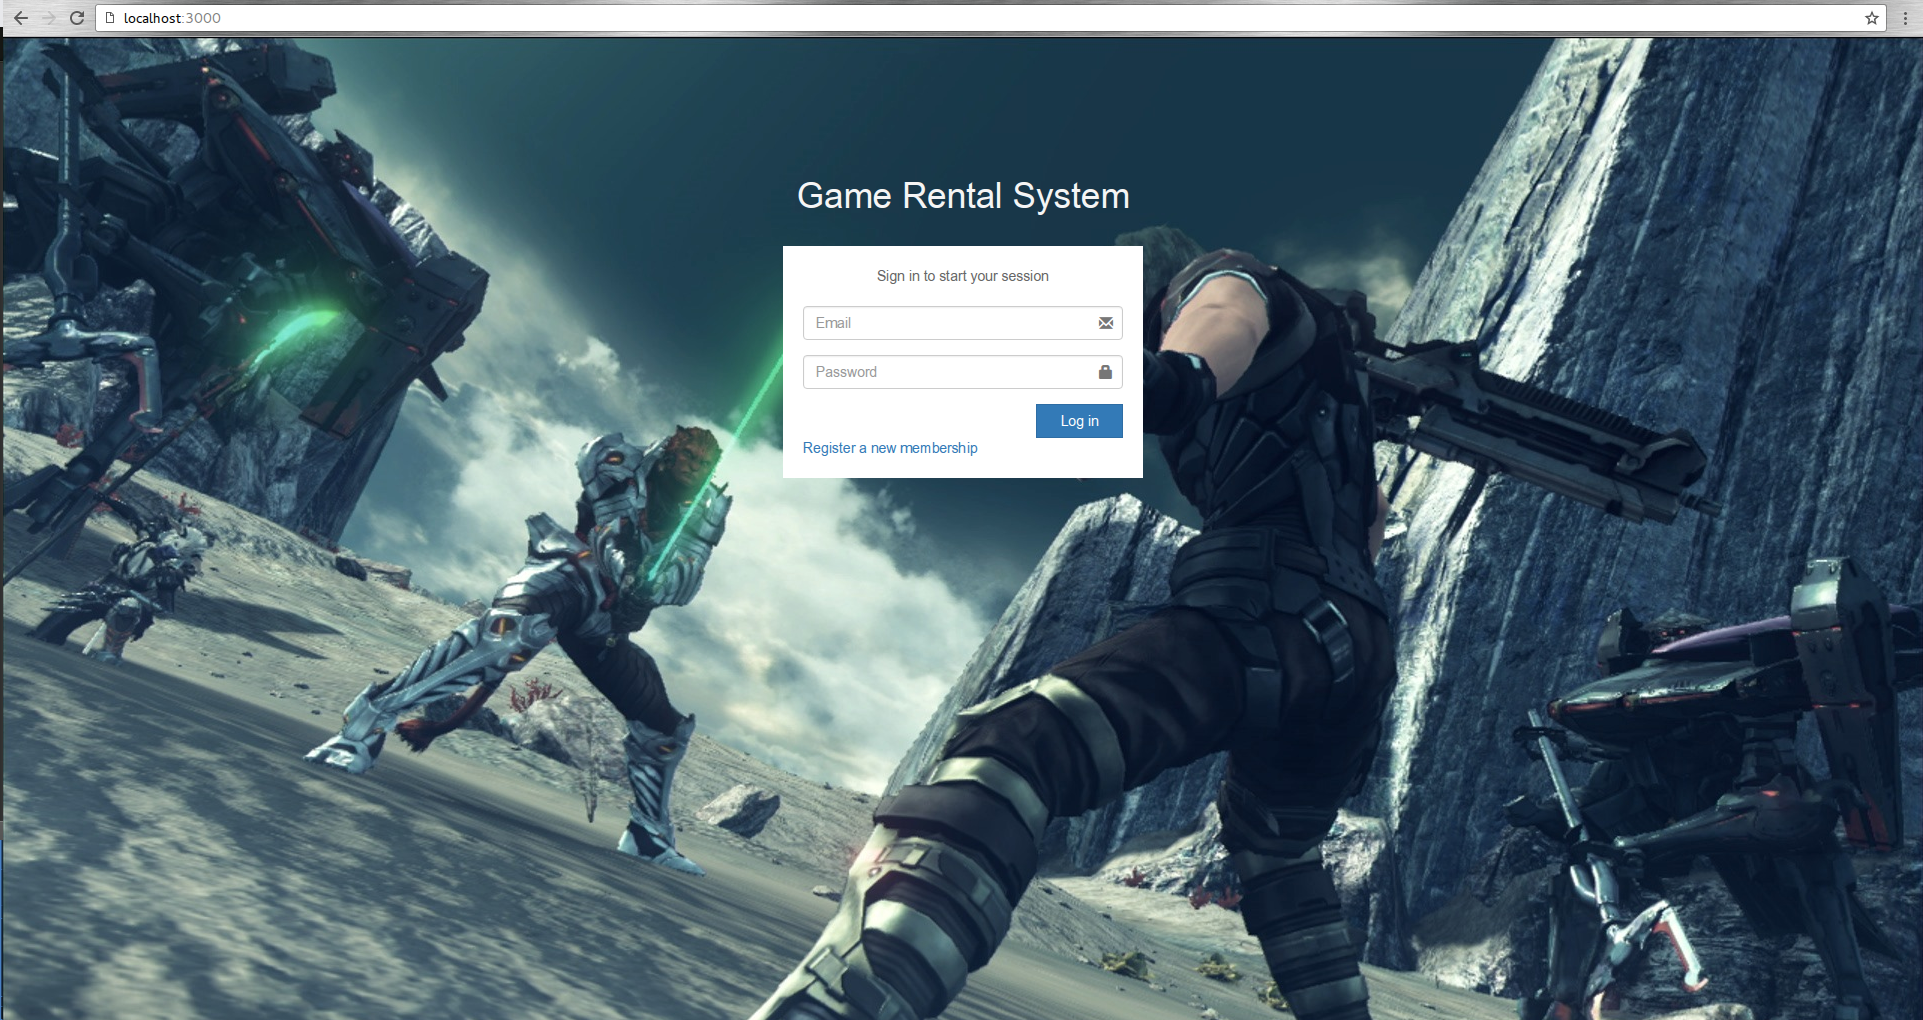 localhost:3000
Game Rental System
Sign in to start your session
Email
Password
Log in
Register a new membership